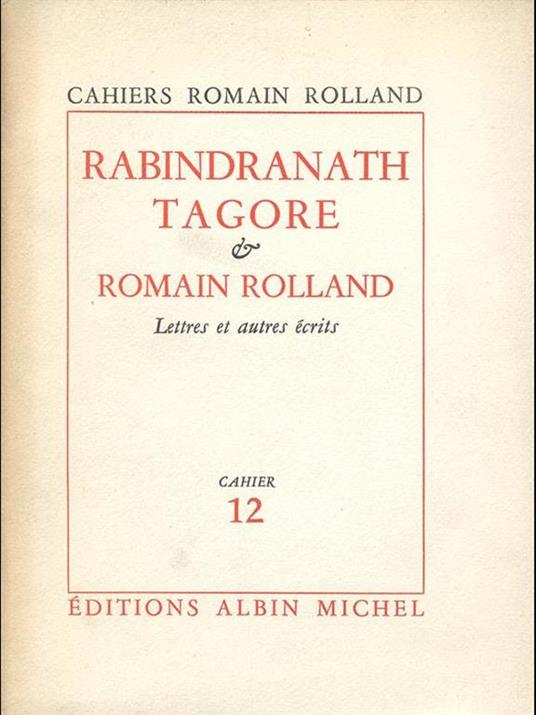 CAHIERS ROMAIN ROLLAND
RABINDRANATH
TAGORE
&
ROMAIN ROLLAND
Lettres et autres écrits
CAHIER
12
ÉDITIONS ALBIN MICHEL